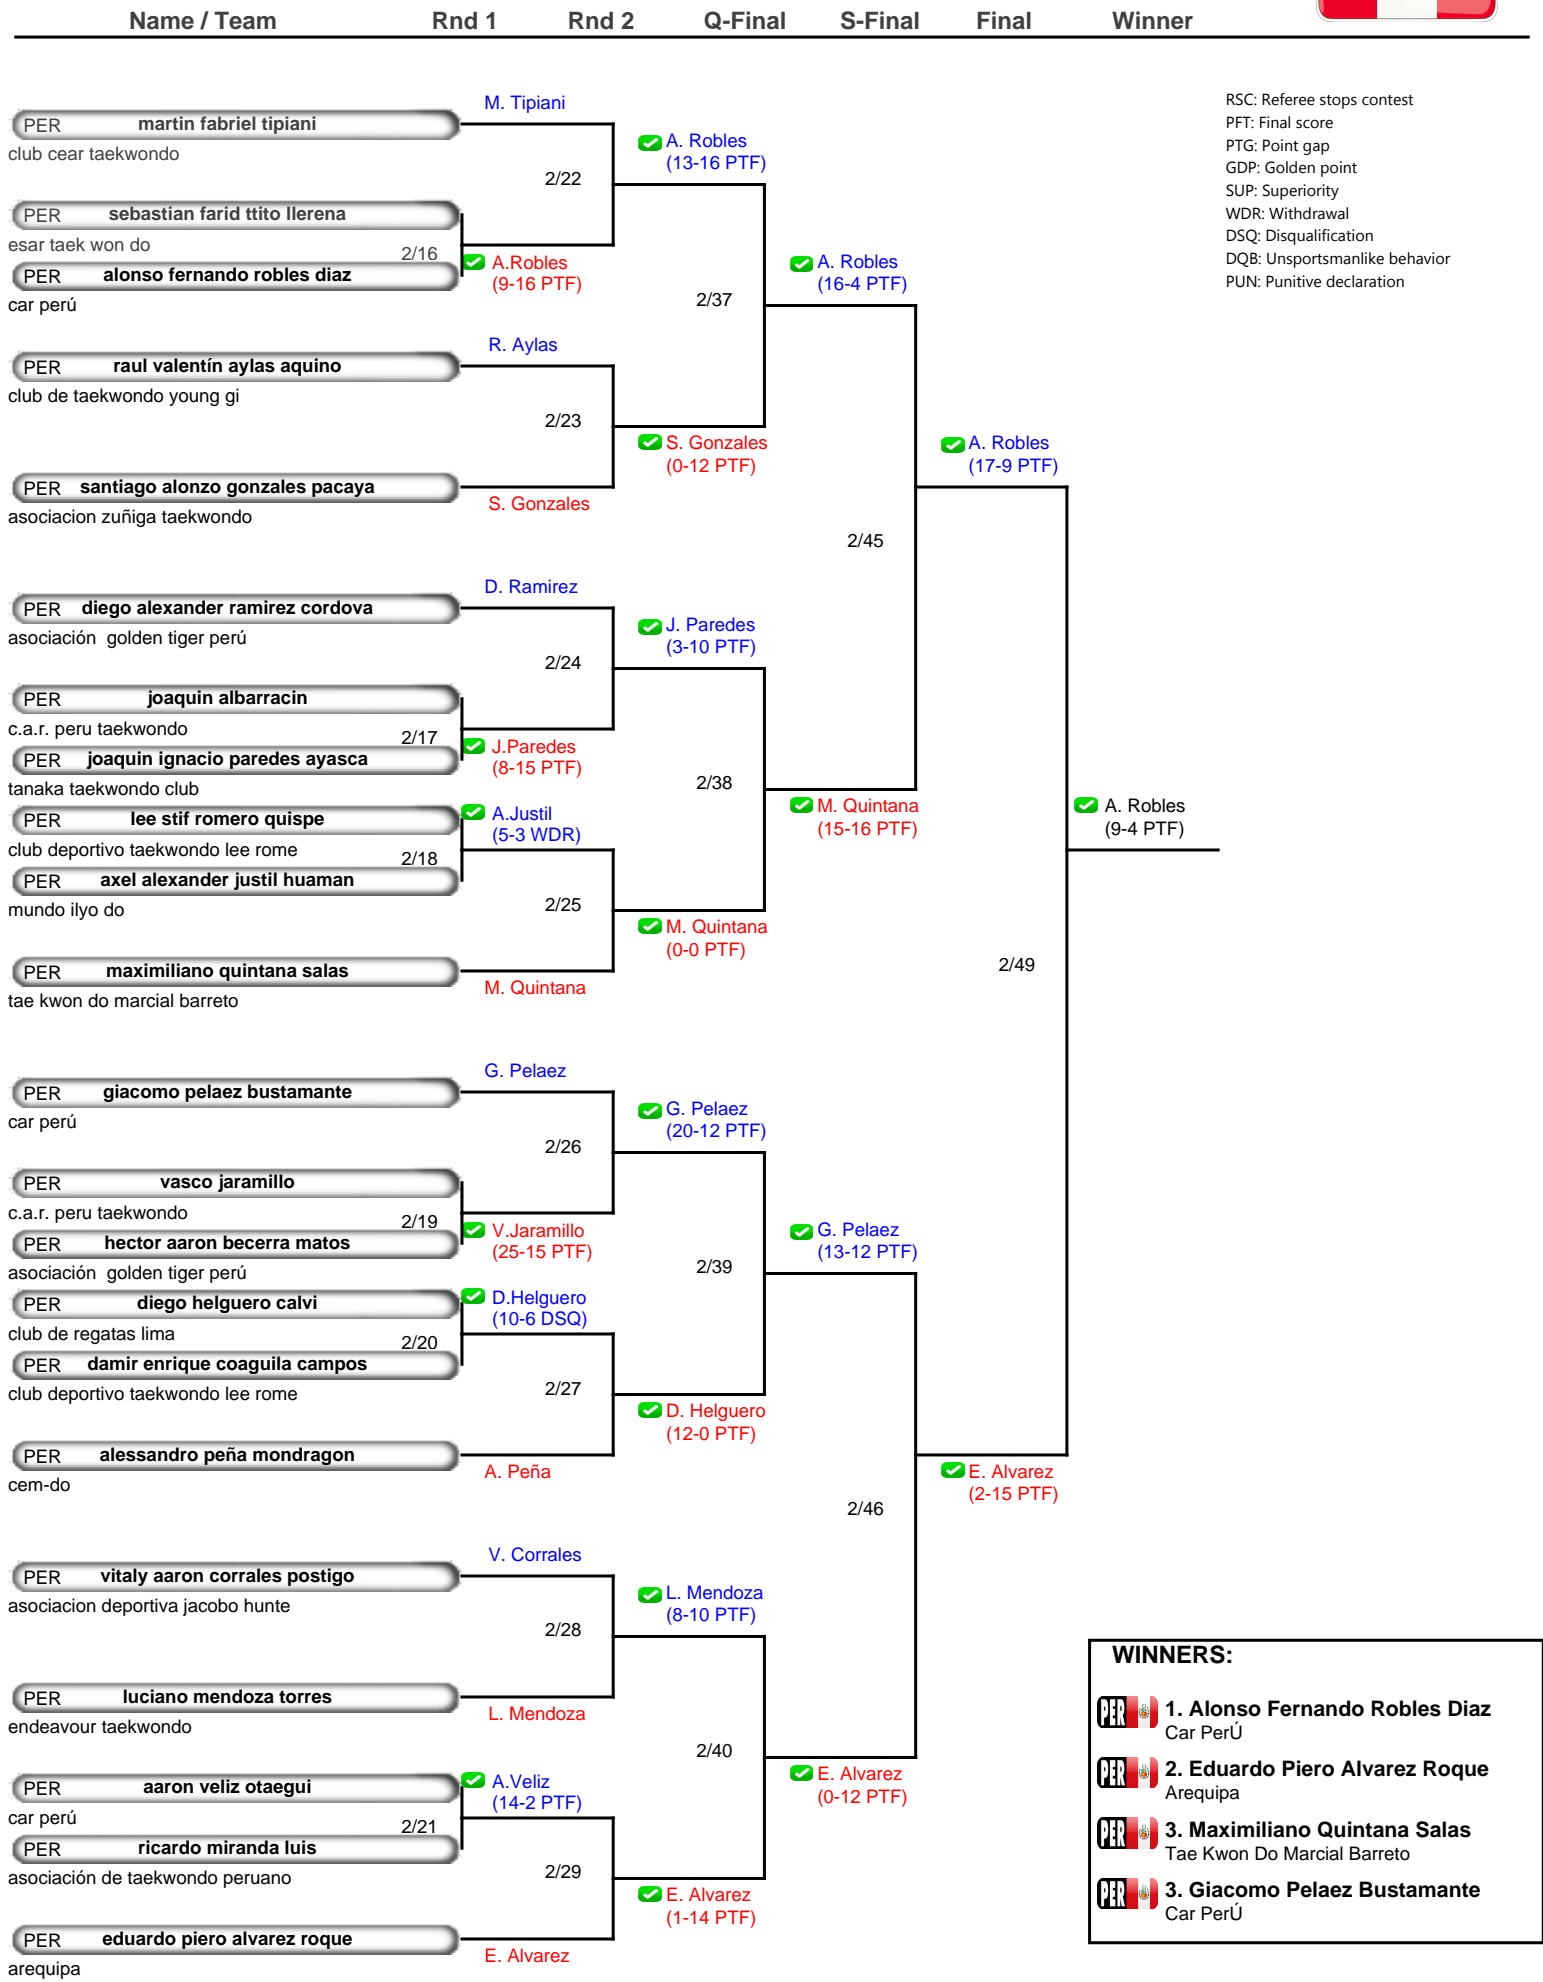 Name / Team Rnd 1 Rnd 2 Q-Final S-Final Final Winner
RSC: Referee stops contest
PFT: Final score
PTG: Point gap
GDP: Golden point
SUP: Superiority
WDR: Withdrawal
DSQ: Disqualification
DQB: Unsportsmanlike behavior
PUN: Punitive declaration
M. Tipiani
PER martin fabriel tipiani
club cear taekwondo
A. Robles
(13-16 PTF)
2/22
PER sebastian farid ttito llerena
esar taek won do
2/16
PER alonso fernando robles diaz
car perú
A.Robles
(9-16 PTF)
A. Robles
(16-4 PTF)
2/37
R. Aylas
PER raul valentín aylas aquino
club de taekwondo young gi
2/23
S. Gonzales
(0-12 PTF)
A. Robles
(17-9 PTF)
PER santiago alonzo gonzales pacaya
asociacion zuñiga taekwondo
S. Gonzales
2/45
D. Ramirez
PER diego alexander ramirez cordova
asociación  golden tiger perú
J. Paredes
(3-10 PTF)
2/24
PER joaquin albarracin
c.a.r. peru taekwondo
2/17
PER joaquin ignacio paredes ayasca
tanaka taekwondo club
J.Paredes
(8-15 PTF)
2/38
PER lee stif romero quispe
club deportivo taekwondo lee rome
A.Justil
(5-3 WDR)
M. Quintana
(15-16 PTF)
A. Robles
(9-4 PTF)
2/18
PER axel alexander justil huaman
mundo ilyo do
2/25
M. Quintana
(0-0 PTF)
PER maximiliano quintana salas
tae kwon do marcial barreto
M. Quintana
2/49
G. Pelaez
PER giacomo pelaez bustamante
car perú
G. Pelaez
(20-12 PTF)
2/26
PER vasco jaramillo
c.a.r. peru taekwondo
2/19
PER hector aaron becerra matos
asociación  golden tiger perú
V.Jaramillo
(25-15 PTF)
G. Pelaez
(13-12 PTF)
2/39
PER diego helguero calvi
club de regatas lima
D.Helguero
(10-6 DSQ)
2/20
PER damir enrique coaguila campos
club deportivo taekwondo lee rome
2/27
D. Helguero
(12-0 PTF)
PER alessandro peña mondragon
cem-do
A. Peña
E. Alvarez
(2-15 PTF)
2/46
V. Corrales
PER vitaly aaron corrales postigo
asociacion deportiva jacobo hunte
L. Mendoza
(8-10 PTF)
2/28
PER luciano mendoza torres
endeavour taekwondo
L. Mendoza
2/40
PER aaron veliz otaegui
car perú
A.Veliz
(14-2 PTF)
E. Alvarez
(0-12 PTF)
2/21
PER ricardo miranda luis
asociación de taekwondo peruano
2/29
E. Alvarez
(1-14 PTF)
PER eduardo piero alvarez roque
arequipa
E. Alvarez
WINNERS:
PER 1. Alonso Fernando Robles Diaz
Car PerÚ
PER 2. Eduardo Piero Alvarez Roque
Arequipa
PER 3. Maximiliano Quintana Salas
Tae Kwon Do Marcial Barreto
PER 3. Giacomo Pelaez Bustamante
Car PerÚ